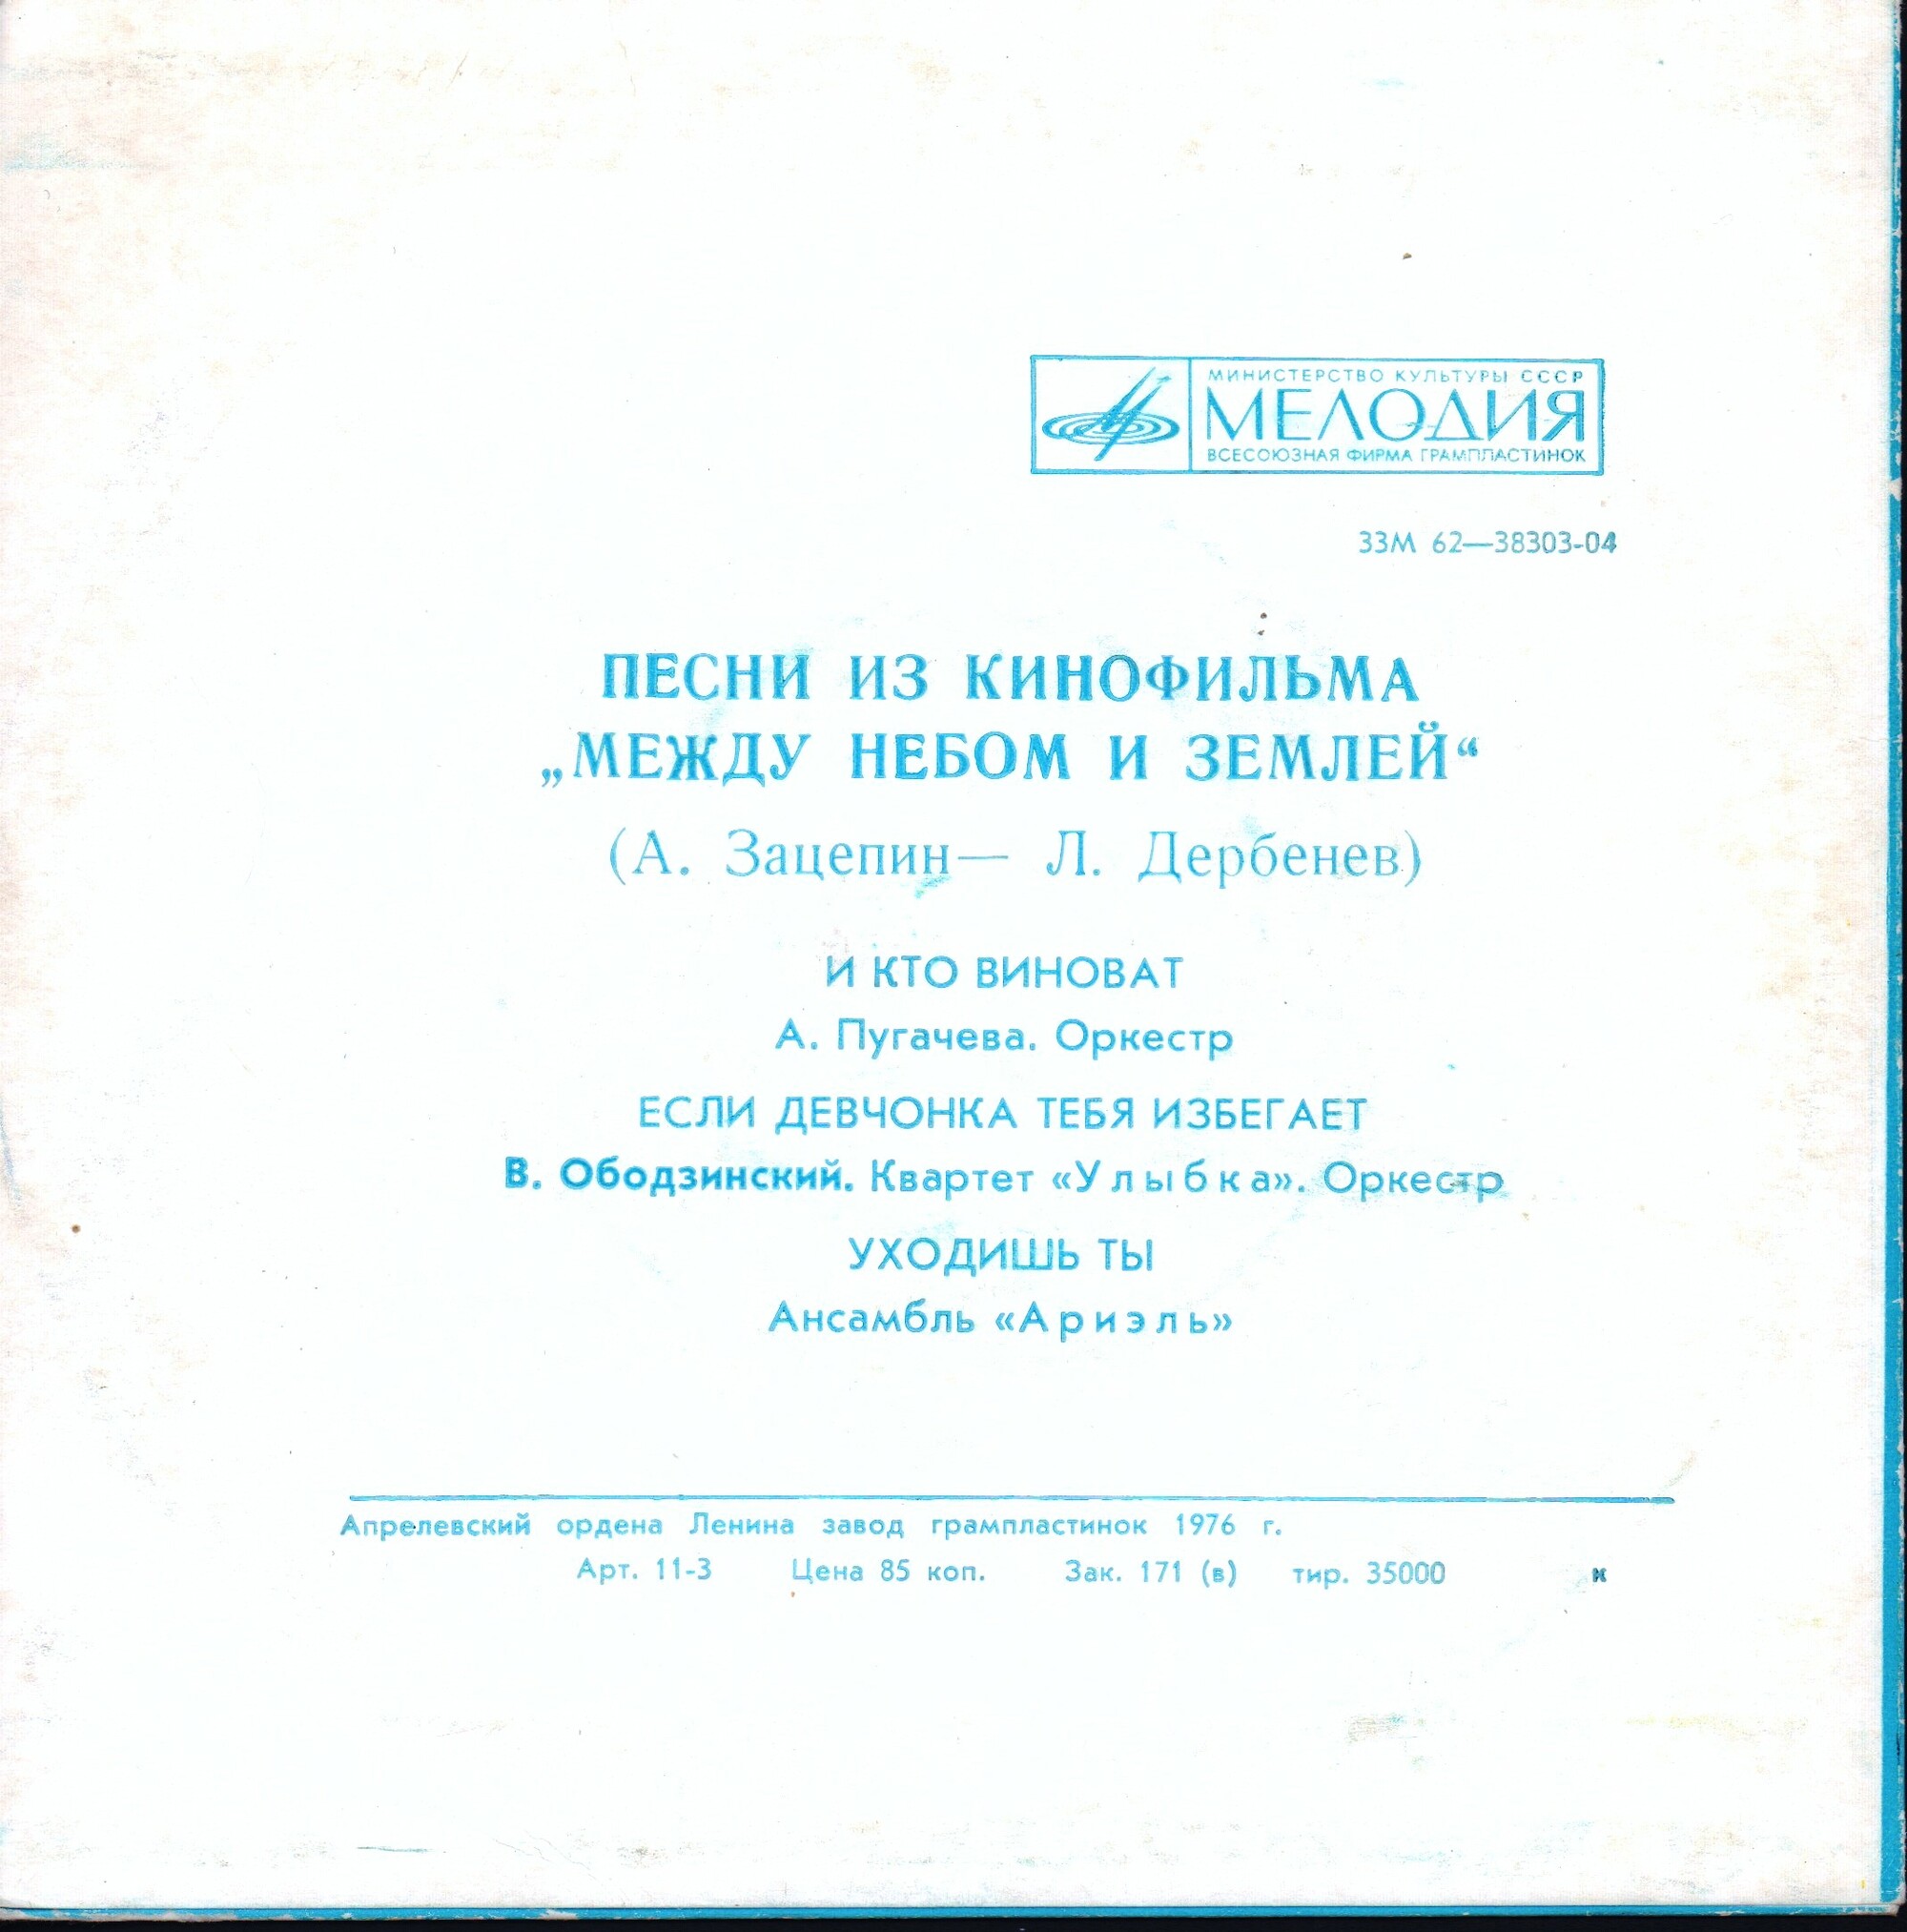 МИНИСТЕРСТВО КУЛЬТУРЫ СССР
МЕЛОДИЯ
ВСЕСОЮЗНАЯ ФИРМА ГРАМПЛАСТИНОК
33М 62—38303-04
ПЕСНИ ИЗ КИНОФИЛЬМА
„МЕЖДУ НЕБОМ И ЗЕМЛЕЙ“
(А. Зацепин— Л. Дербенев)
И КТО ВИНОВАТ
А. Пугачева. Оркестр
ЕСЛИ ДЕВЧОНКА ТЕБЯ ИЗБЕГАЕТ
В. Ободзинский. Квартет «Улыбка». Оркестр
УХОДИШЬ ТЫ
Ансамбль «Ариэль»
Апрелевский ордена Ленина завод грампластинок 1976 г.
Арт. 11-3 Цена 85 коп. Зак. 171 (в) тир. 35000 к